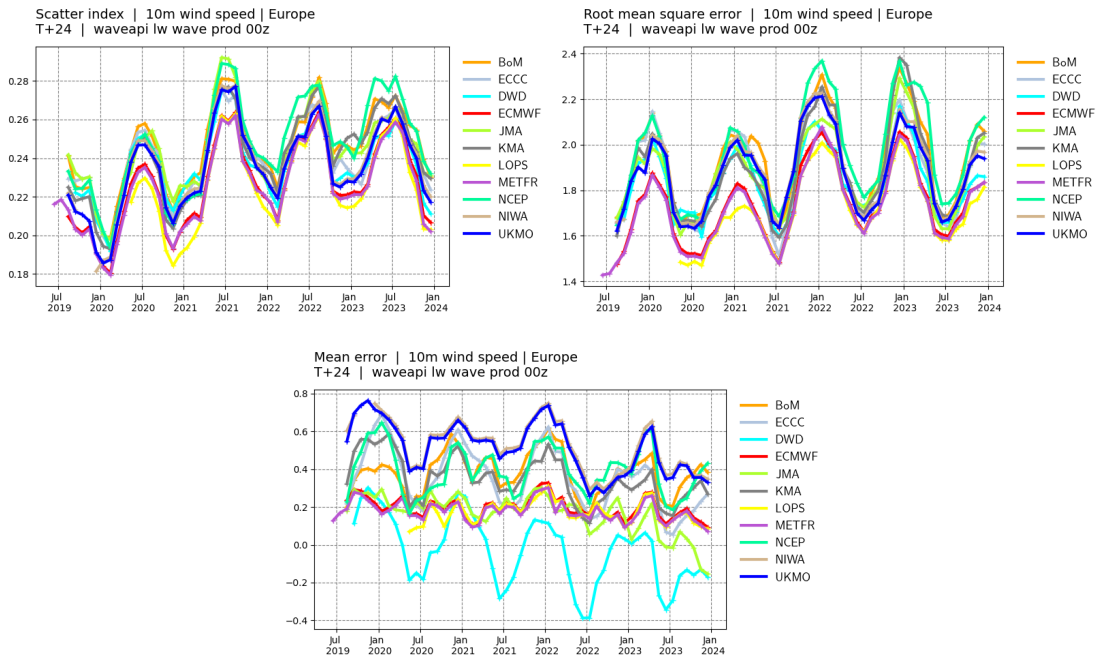 Scatter index | 10m wind speed | Europe
T+24 | waveapi lw wave prod 00z
0.28
0.26
0.24
0.22
0.20
0.18
Jul 2019
Jan 2020
Jul 2020
Jan 2021
Jul 2021
Jan 2022
Jul 2022
Jan 2023
Jul 2023
Jan 2024
BoM
ECCC
DWD
ECMWF
JMA
KMA
LOPS
METFR
NCEP
NIWA
UKMO
Root mean square error | 10m wind speed | Europe
T+24 | waveapi lw wave prod 00z
2.4
2.2
2.0
1.8
1.6
1.4
Jul 2019
Jan 2020
Jul 2020
Jan 2021
Jul 2021
Jan 2022
Jul 2022
Jan 2023
Jul 2023
Jan 2024
BoM
ECCC
DWD
ECMWF
JMA
KMA
LOPS
METFR
NCEP
NIWA
UKMO
Mean error | 10m wind speed | Europe
T+24 | waveapi lw wave prod 00z
0.8
0.6
0.4
0.2
0.0
−0.2
−0.4
Jul 2019
Jan 2020
Jul 2020
Jan 2021
Jul 2021
Jan 2022
Jul 2022
Jan 2023
Jul 2023
Jan 2024
BoM
ECCC
DWD
ECMWF
JMA
KMA
LOPS
METFR
NCEP
NIWA
UKMO